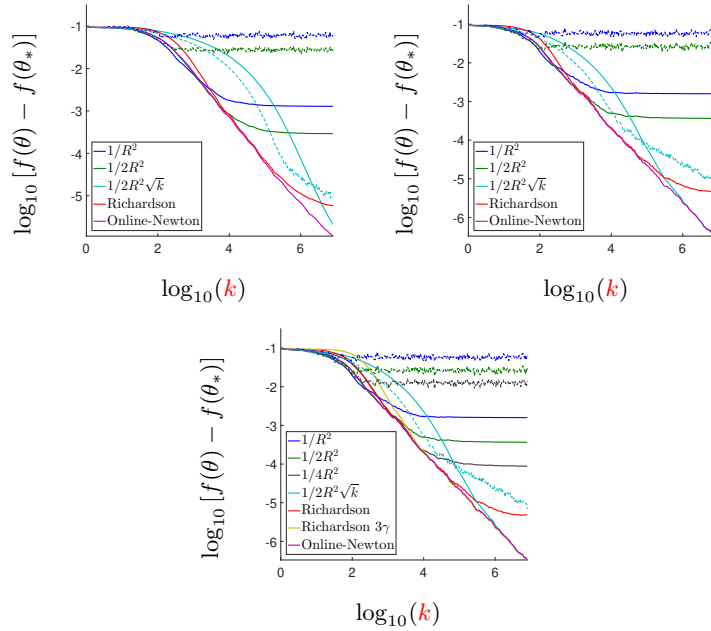 -1
-2
-3
-4
-5
0 2 4 6
log₁₀ [f(θ) − f(θ∗)]
log₁₀(k)
1/R²
1/2R²
1/2R²√k
Richardson
Online-Newton
-1
-2
-3
-4
-5
-6
0 2 4 6
log₁₀ [f(θ) − f(θ∗)]
log₁₀(k)
1/R²
1/2R²
1/2R²√k
Richardson
Online-Newton
-1
-2
-3
-4
-5
-6
0 2 4 6
log₁₀ [f(θ) − f(θ∗)]
log₁₀(k)
1/R²
1/2R²
1/4R²
1/2R²√k
Richardson
Richardson 3γ
Online-Newton